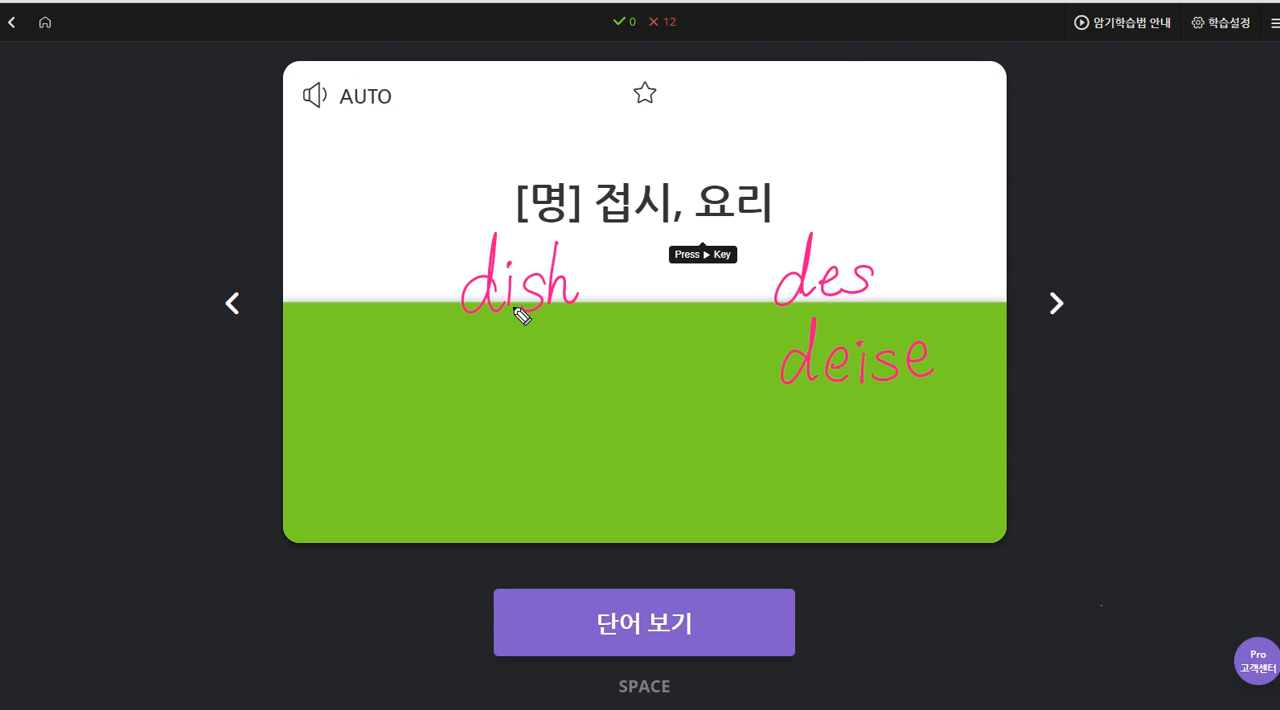 0 12 암기학습법 안내 학습설정
AUTO
[명] 접시, 요리
Press ▶ Key
dish des
deise
단어 보기
SPACE
Pro
고객센터